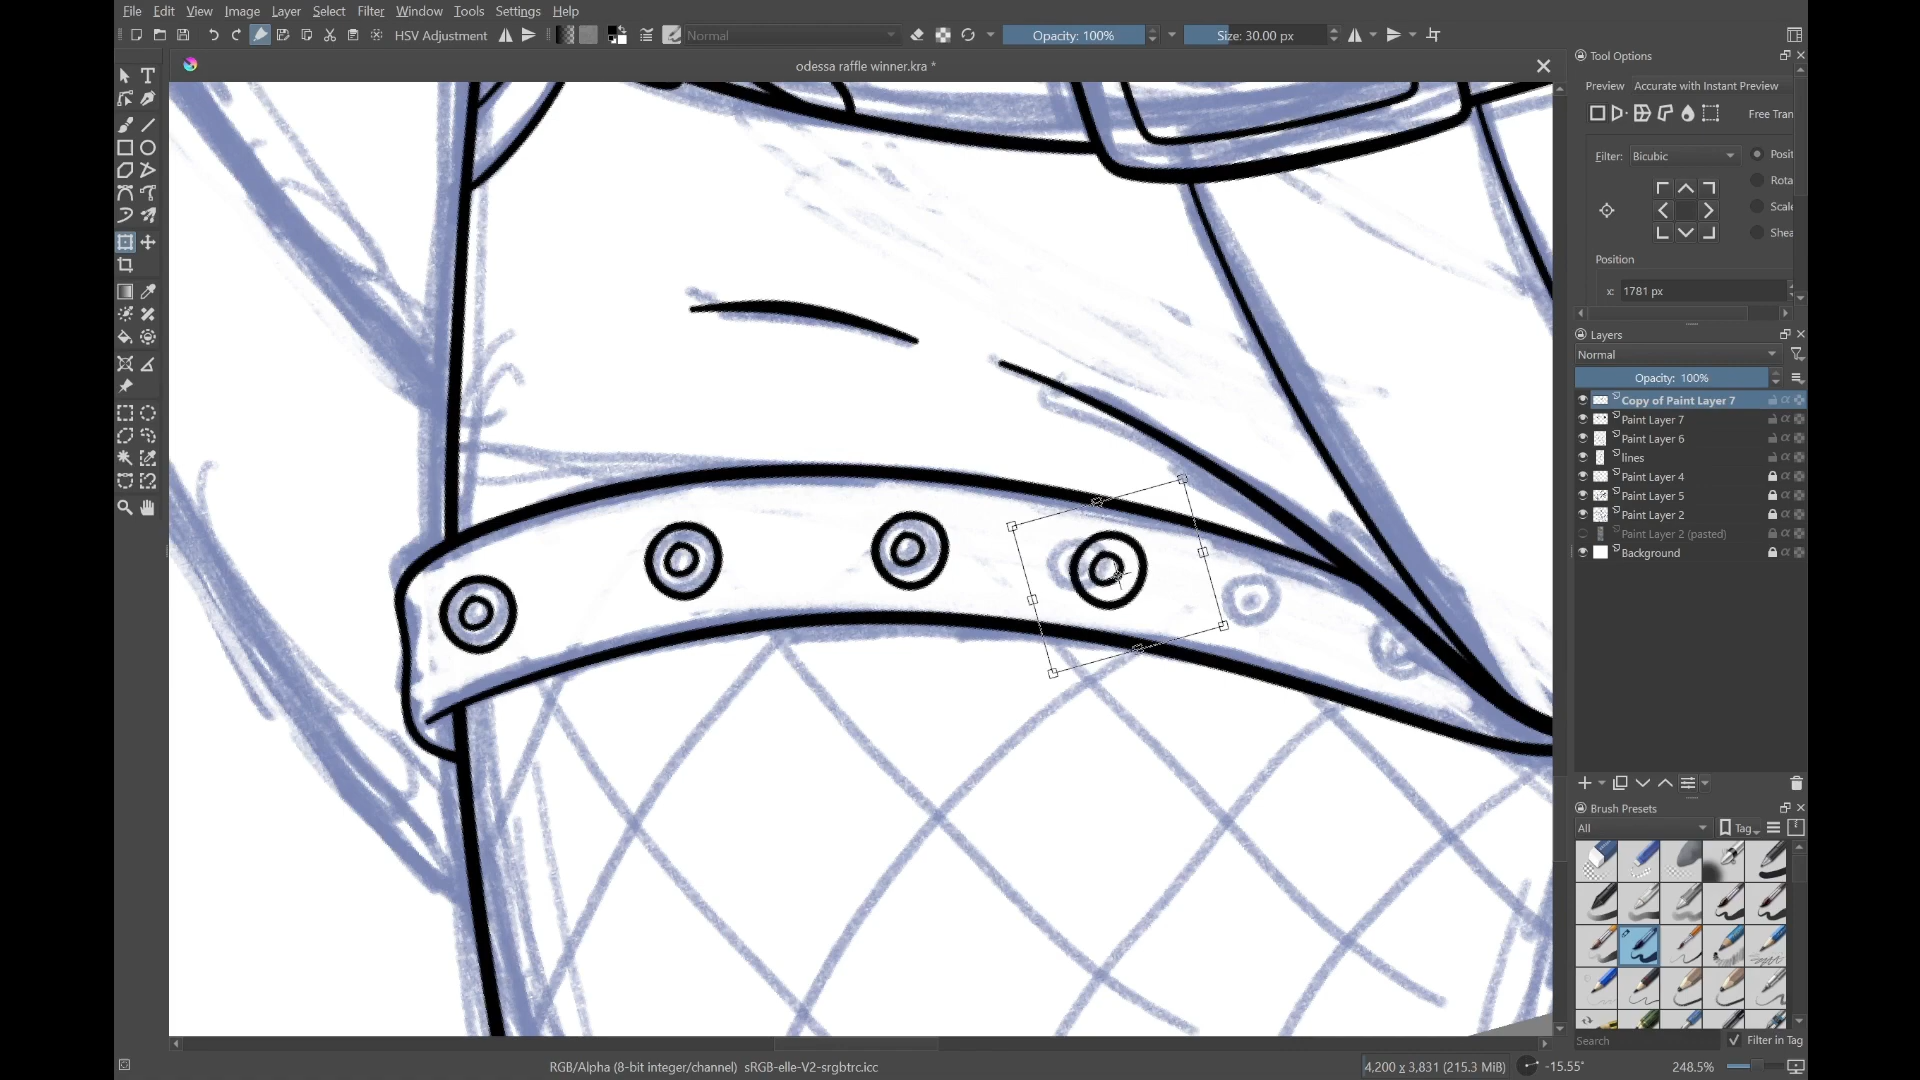 File Edit View Image Layer Select Filter Window Tools Settings Help
HSV Adjustment Normal Opacity: 100% Size: 30.00 px
odessa raffle winner.kra *
Tool Options
Preview Accurate with Instant Preview
Free Tran
Filter: Bicubic Posit
Rota
Scale
Shea
Position
x: 1781 px
Layers
Normal
Opacity: 100%
Copy of Paint Layer 7
Paint Layer 7
Paint Layer 6
lines
Paint Layer 4
Paint Layer 5
Paint Layer 2
Paint Layer 2 (pasted)
Background
Brush Presets
All Tag
Search Filter in Tag
RGB/Alpha (8-bit integer/channel) sRGB-elle-V2-srgbtrc.icc 4,200 x 3,831 (215.3 MiB) -15.55° 248.5%